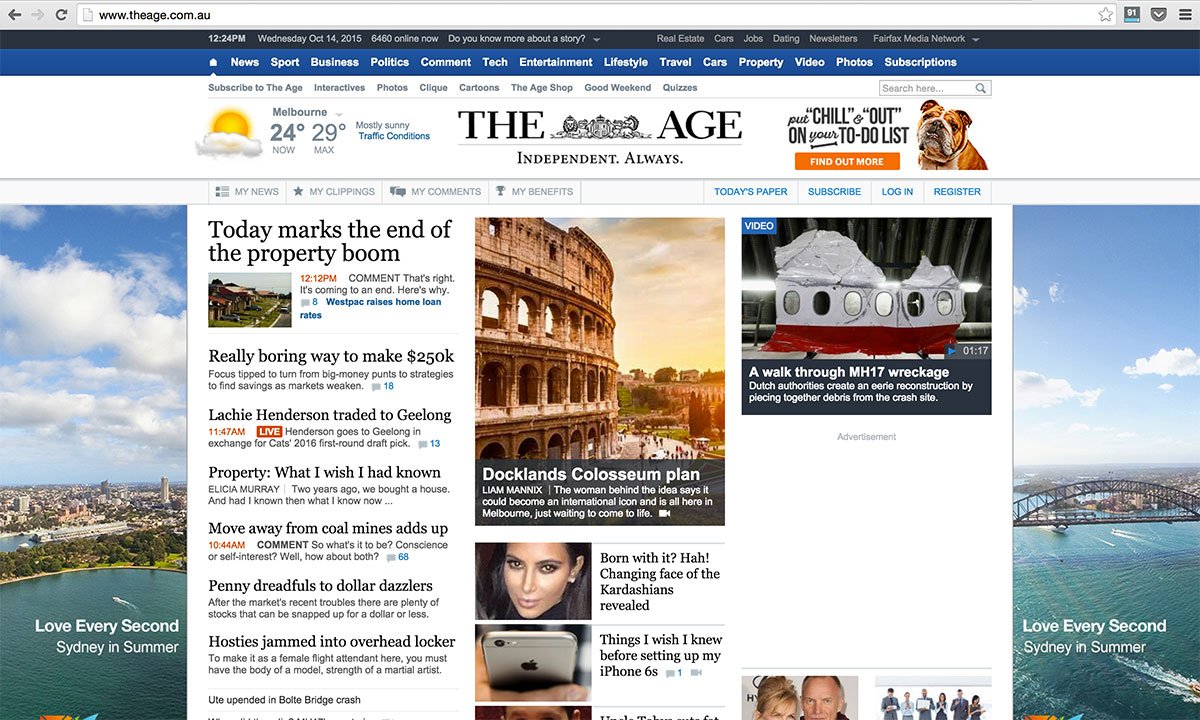 www.theage.com.au
91
12:24PM Wednesday Oct 14, 2015 6460 online now Do you know more about a story?
Real Estate Cars Jobs Dating Newsletters Fairfax Media Network
News Sport Business Politics Comment Tech Entertainment Lifestyle Travel Cars Property Video Photos Subscriptions
Subscribe to The Age Interactives Photos Clique Cartoons The Age Shop Good Weekend Quizzes
Search here...
Melbourne
24° 29°
NOW MAX
Mostly sunny
Traffic Conditions
THE AGE
INDEPENDENT. ALWAYS.
put "CHILL" & "OUT"
ON your TO-DO LIST
FIND OUT MORE
MY NEWS MY CLIPPINGS MY COMMENTS MY BENEFITS
TODAY'S PAPER SUBSCRIBE LOG IN REGISTER
Today marks the end of
the property boom
12:12PM COMMENT That's right.
It's coming to an end. Here's why.
8 Westpac raises home loan
rates
Really boring way to make $250k
Focus tipped to turn from big-money punts to strategies
to find savings as markets weaken. 18
Lachie Henderson traded to Geelong
11:47AM LIVE Henderson goes to Geelong in
exchange for Cats' 2016 first-round draft pick. 13
Property: What I wish I had known
ELICIA MURRAY Two years ago, we bought a house.
And had I known then what I know now ...
Move away from coal mines adds up
10:44AM COMMENT So what's it to be? Conscience
or self-interest? Well, how about both? 68
Penny dreadfuls to dollar dazzlers
After the market's recent troubles there are plenty of
stocks that can be snapped up for a dollar or less.
Hosties jammed into overhead locker
To make it as a female flight attendant here, you must
have the body of a model, strength of a martial artist.
Ute upended in Bolte Bridge crash
Docklands Colosseum plan
LIAM MANNIX | The woman behind the idea says it
could become an international icon and is all here in
Melbourne, just waiting to come to life.
Born with it? Hah!
Changing face of the
Kardashians
revealed
Things I wish I knew
before setting up my
iPhone 6s 1
VIDEO
01:17
A walk through MH17 wreckage
Dutch authorities create an eerie reconstruction by
piecing together debris from the crash site.
Advertisement
Love Every Second
Sydney in Summer
Love Every Second
Sydney in Summer